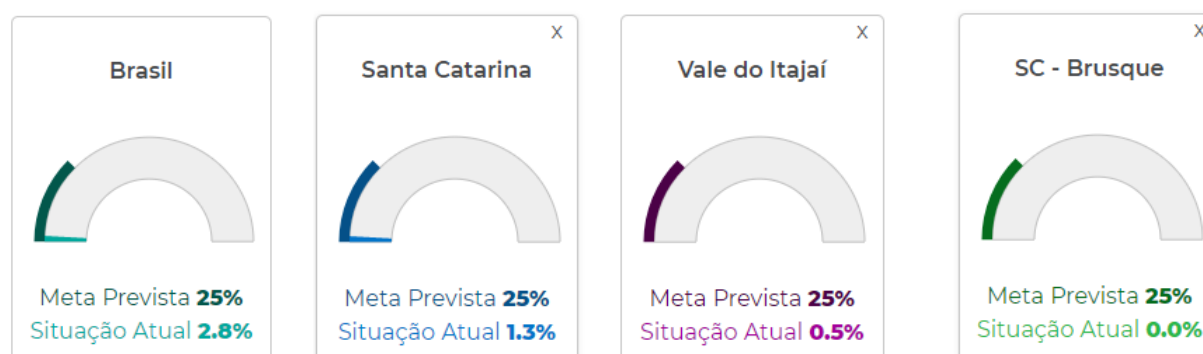 Brasil
Meta Prevista 25%
Situação Atual 2.8%
X
Santa Catarina
Meta Prevista 25%
Situação Atual 1.3%
X
Vale do Itajaí
Meta Prevista 25%
Situação Atual 0.5%
X
SC - Brusque
Meta Prevista 25%
Situação Atual 0.0%